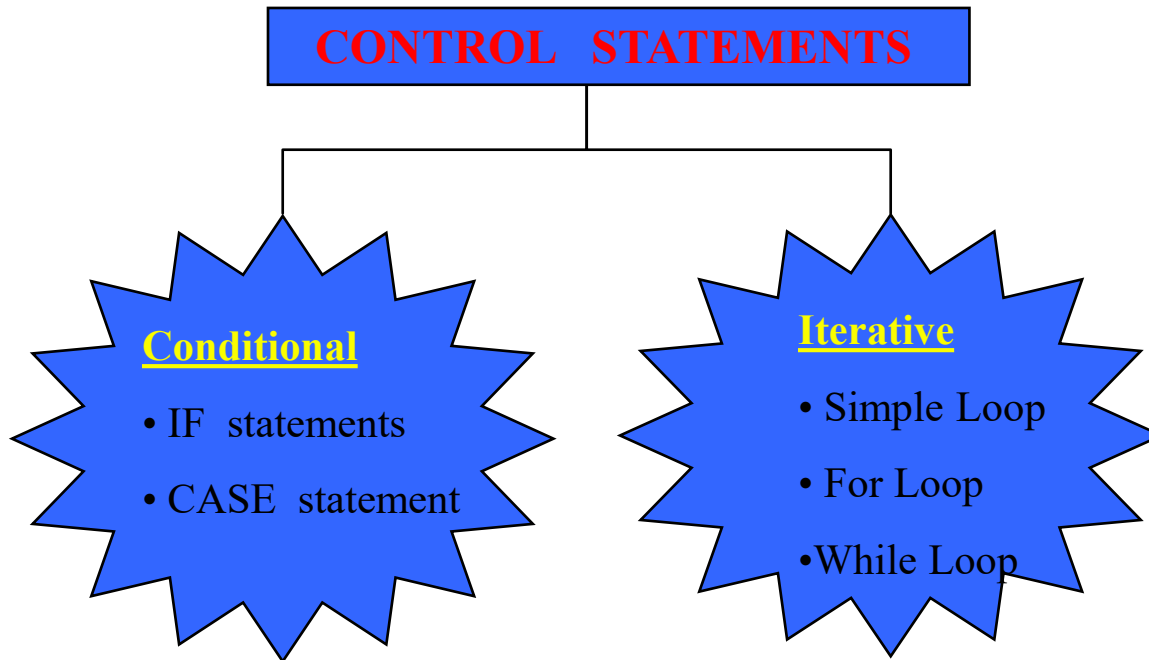 CONTROL STATEMENTS
Conditional
• IF statements
• CASE statement
Iterative
• Simple Loop
• For Loop
•While Loop